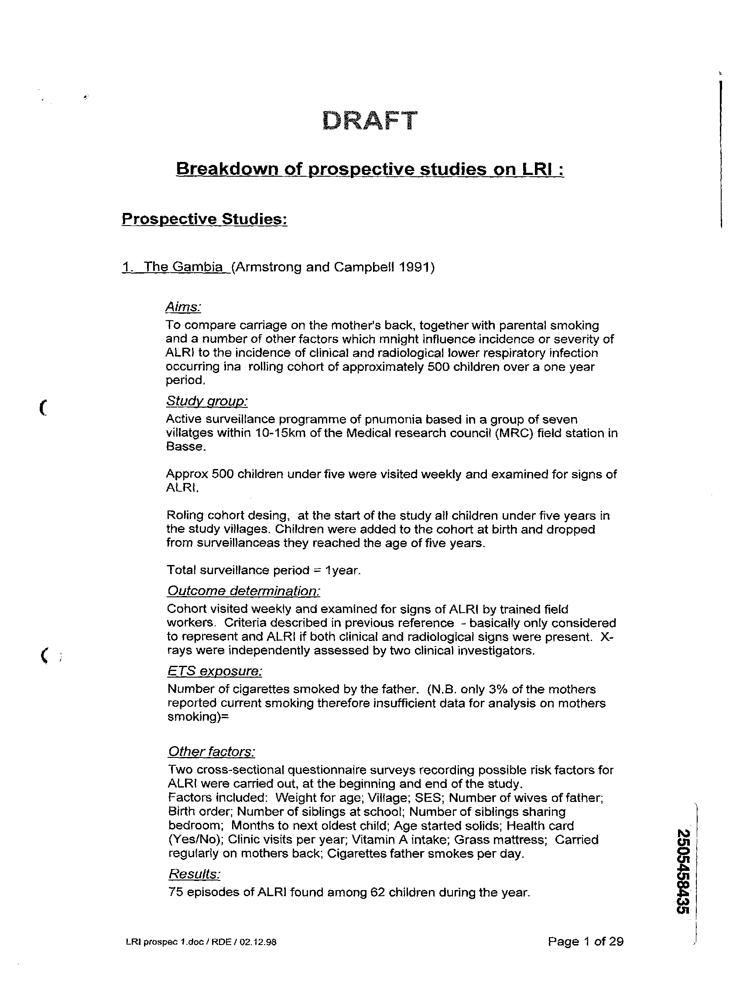 DRAFT
Breakdown of prospective studies on LRI :
Prospective Studies:
1. The Gambia (Armstrong and Campbell 1991)
Aims:
To compare carriage on the mother's back, together with parental smoking
and a number of other factors which mnight influence incidence or severity of
ALRI to the incidence of clinical and radiological lower respiratory infection
occurring ina rolling cohort of approximately 500 children over a one year
period.
Study group:
Active surveillance programme of pnumonia based in a group of seven
villatges within 10-15km of the Medical research council (MRC) field station in
Basse.
Approx 500 children under five were visited weekly and examined for signs of
ALRI.
Roling cohort desing, at the start of the study all children under five years in
the study villages. Children were added to the cohort at birth and dropped
from surveillanceas they reached the age of five years.
Total surveillance period = 1year.
Outcome determination:
Cohort visited weekly and examined for signs of ALRI by trained field
workers. Criteria described in previous reference - basically only considered
to represent and ALRI if both clinical and radiological signs were present. X-
rays were independently assessed by two clinical investigators.
ETS exposure:
Number of cigarettes smoked by the father. (N.B. only 3% of the mothers
reported current smoking therefore insufficient data for analysis on mothers
smoking)=
Other factors:
Two cross-sectional questionnaire surveys recording possible risk factors for
ALRI were carried out, at the beginning and end of the study.
Factors included: Weight for age; Village; SES; Number of wives of father;
Birth order; Number of siblings at school; Number of siblings sharing
bedroom; Months to next oldest child; Age started solids; Health card
(Yes/No); Clinic visits per year; Vitamin A intake; Grass mattress; Carried
regularly on mothers back; Cigarettes father smokes per day.
Results:
75 episodes of ALRI found among 62 children during the year.
LRI prospec 1.doc / RDE / 02.12.98
Page 1 of 29
2505458435